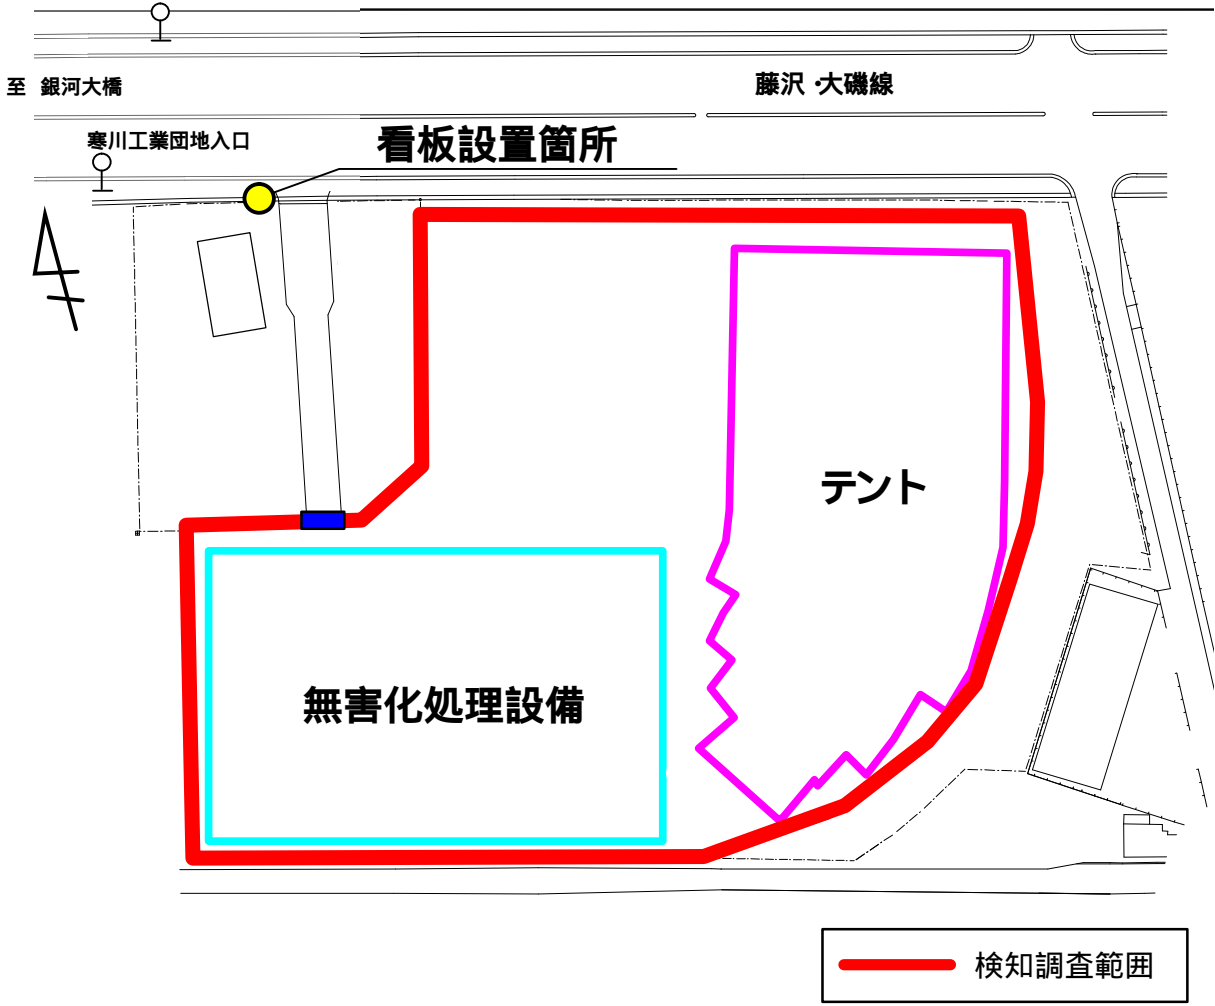 至 銀河大橋
藤沢・大磯線
寒川工業団地入口
看板設置箇所
テント
無害化処理設備
検知調査範囲